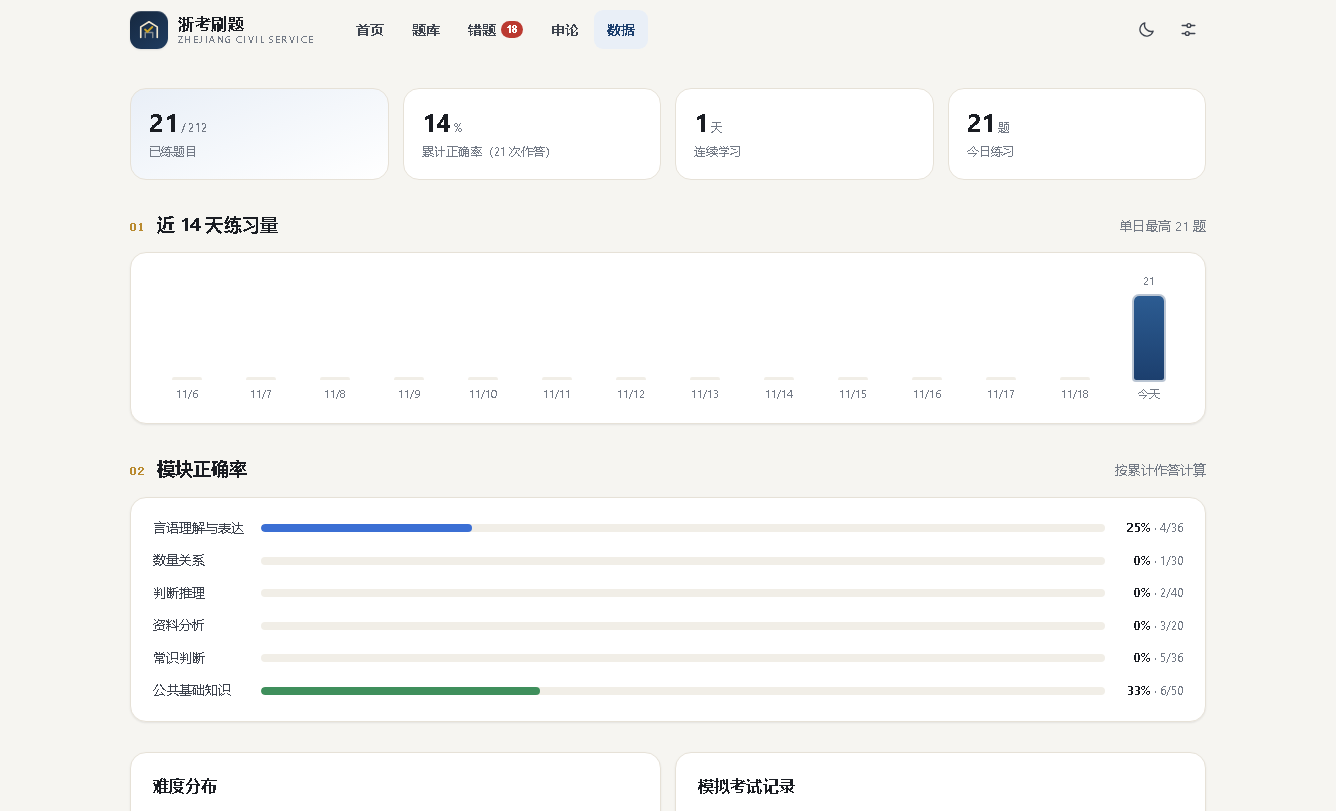 浙考刷题
ZHEJIANG CIVIL SERVICE
首页 题库 错题 18 申论 数据
21 / 212
已练题目
14 %
累计正确率（21 次作答）
1 天
连续学习
21 题
今日练习
01 近 14 天练习量 单日最高 21 题
21
11/6 11/7 11/8 11/9 11/10 11/11 11/12 11/13 11/14 11/15 11/16 11/17 11/18 今天
02 模块正确率 按累计作答计算
言语理解与表达 25% · 4/36
数量关系 0% · 1/30
判断推理 0% · 2/40
资料分析 0% · 3/20
常识判断 0% · 5/36
公共基础知识 33% · 6/50
难度分布 模拟考试记录